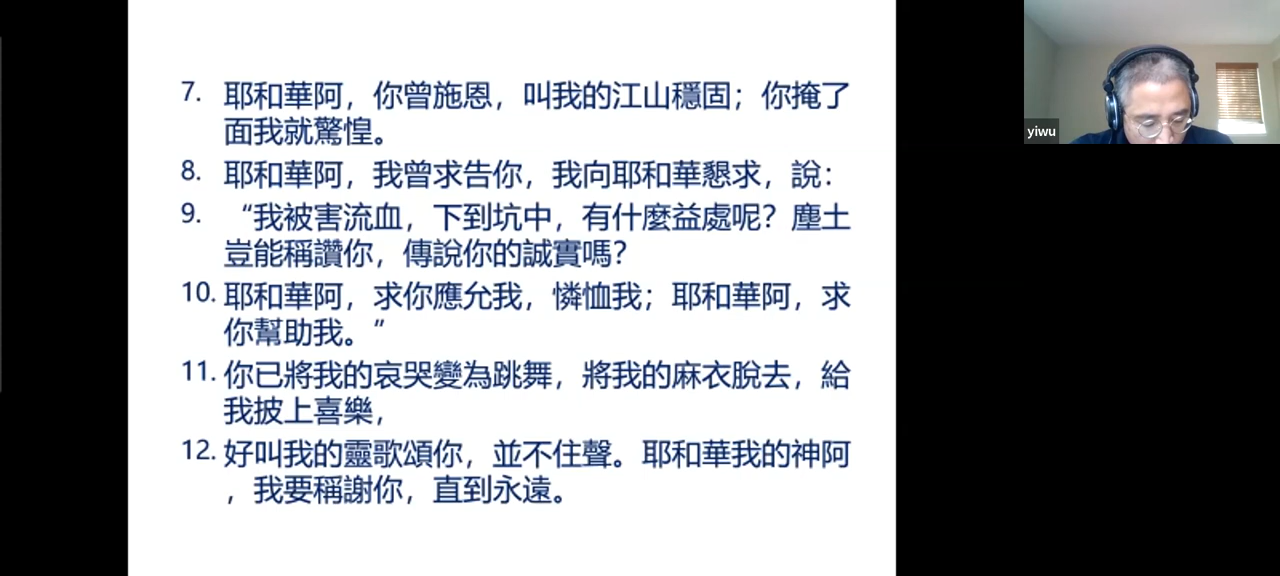 7. 耶和華阿，你曾施恩，叫我的江山穩固；你掩了
面我就驚惶。
8. 耶和華阿，我曾求告你，我向耶和華懇求，說：
9. “我被害流血，下到坑中，有什麼益處呢？塵土
豈能稱讚你，傳說你的誠實嗎？
10. 耶和華阿，求你應允我，憐恤我；耶和華阿，求
你幫助我。”
11. 你已將我的哀哭變為跳舞，將我的麻衣脫去，給
我披上喜樂，
12. 好叫我的靈歌頌你，並不住聲。耶和華我的神阿
，我要稱謝你，直到永遠。
yiwu